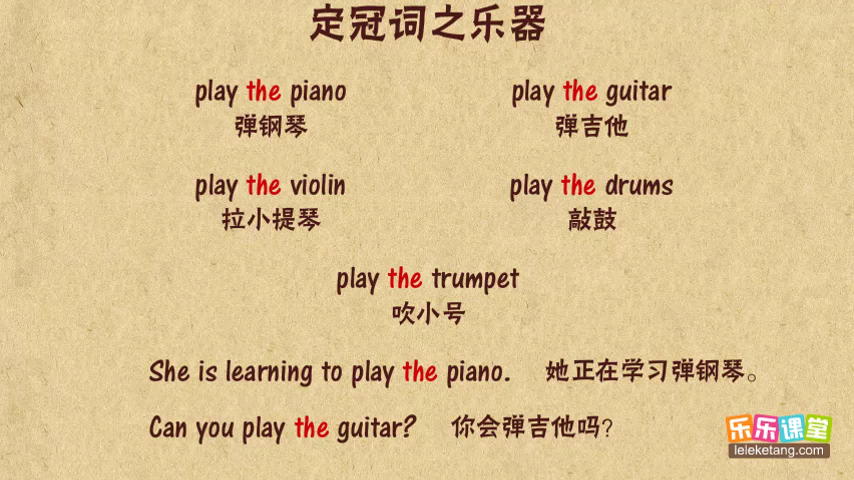 定冠词之乐器
play the piano
play the guitar
弹钢琴
弹吉他
play the violin
play the drums
拉小提琴
敲鼓
play the trumpet
吹小号
She is learning to play the piano. 她正在学习弹钢琴。
Can you play the guitar? 你会弹吉他吗?
乐乐课堂
leleketang.com